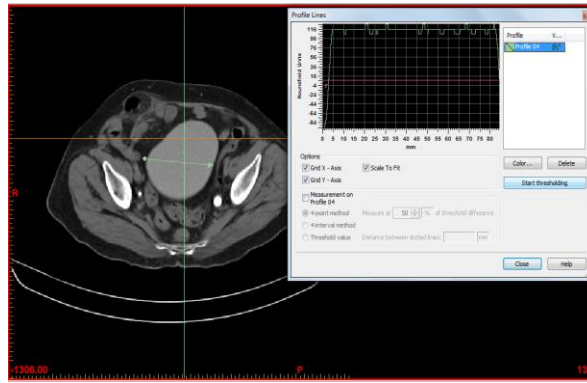 Profile Lines
116
96
76
56
36
16
-4
-24
-44
-64
-84
Hounsfield Units
0 5 10 15 20 25 30 35 40 45 50 55 60 65 70 75 80
mm
Profile
V...
Profile 04
Options
Grid X - Axis
Scale To Fit
Grid Y - Axis
Measurement on
Profile 04
4-point method
Measure at
50
%
of threshold difference
4-interval method
Threshold value
Distance between dotted lines:
mm
Color...
Delete
Start thresholding
Close
Help
R
-1306.00
P
13